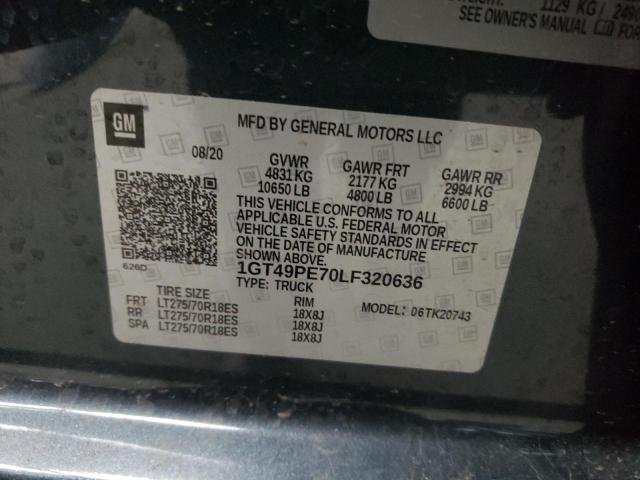 1129 KG
SEE OWNER'S MANUAL FOR
GM
MFD BY GENERAL MOTORS LLC
08/20
GVWR GAWR FRT GAWR RR
4831 KG 2177 KG 2994 KG
10650 LB 4800 LB 6600 LB
THIS VEHICLE CONFORMS TO ALL
APPLICABLE U.S. FEDERAL MOTOR
VEHICLE SAFETY STANDARDS IN EFFECT
ON THE DATE OF MANUFACTURE
SHOWN ABOVE.
626D
1GT49PE70LF320636
TYPE: TRUCK
TIRE SIZE RIM MODEL: 06TK20743
FRT LT275/70R18ES 18X8J
RR LT275/70R18ES 18X8J
SPA LT275/70R18ES 18X8J